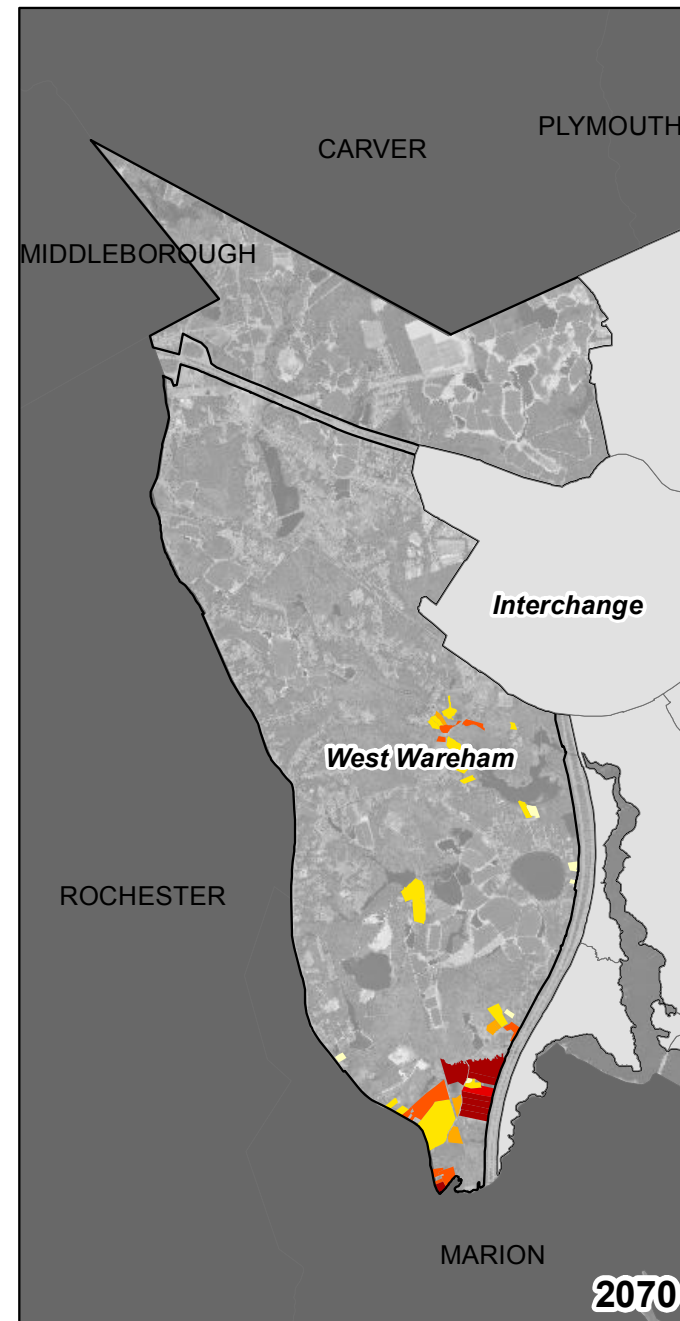 PLYMOUTH
CARVER
MIDDLEBOROUGH
Interchange
West Wareham
ROCHESTER
MARION
2070